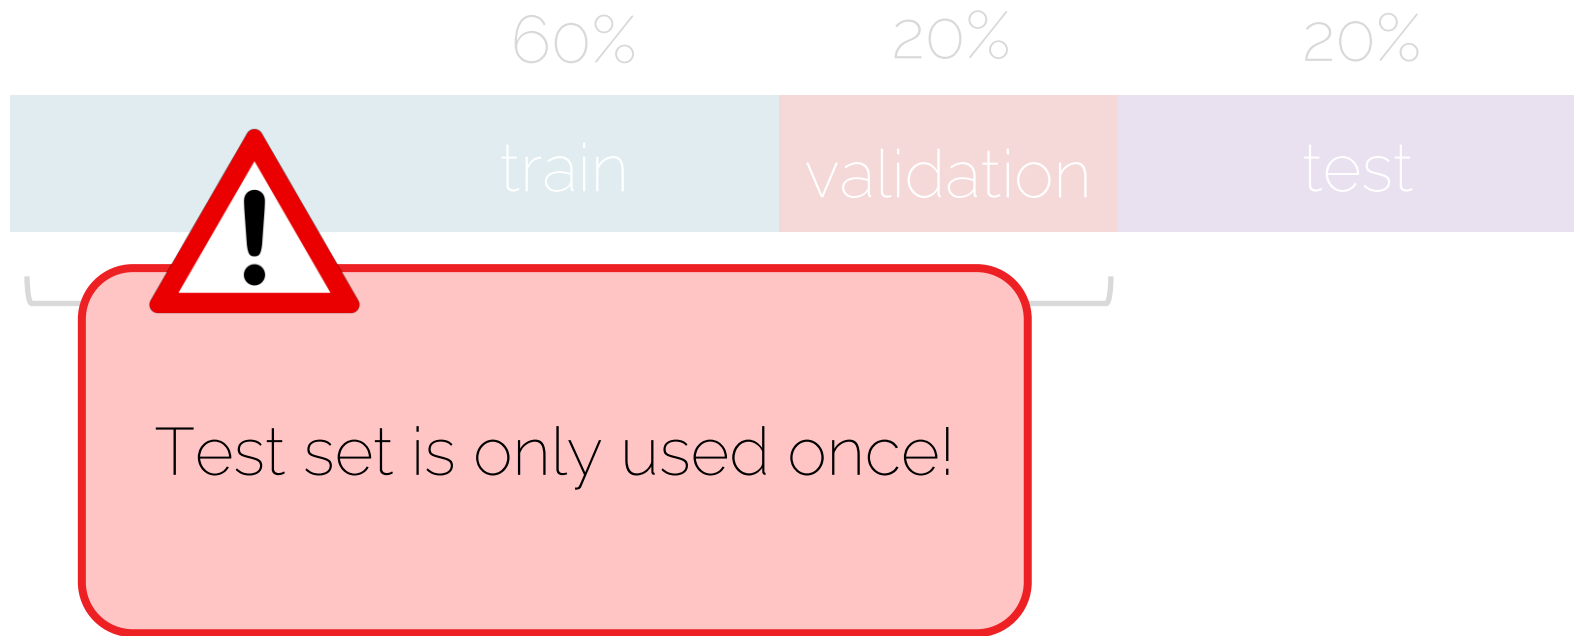 60% 20% 20%
train validation test
Test set is only used once!